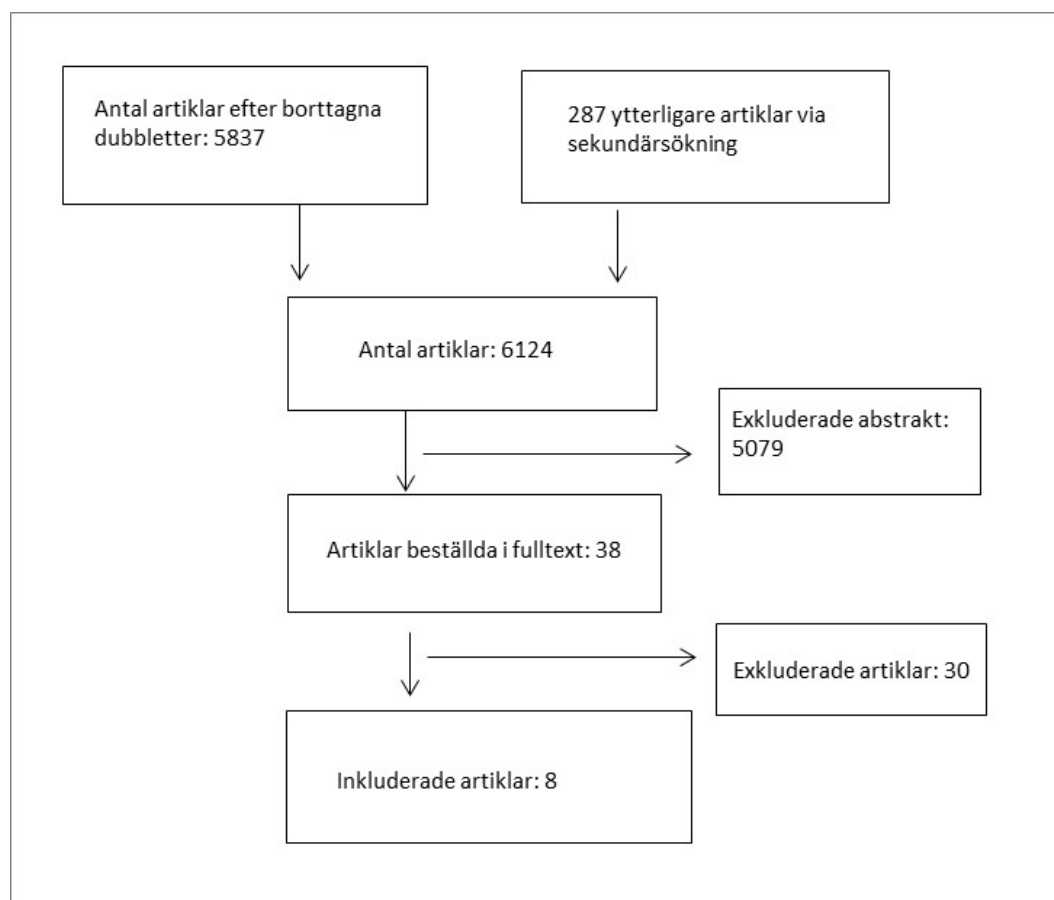 Antal artiklar efter borttagna
dubbletter: 5837
287 ytterligare artiklar via
sekundärsökning
Antal artiklar: 6124
Exkluderade abstrakt:
5079
Artiklar beställda i fulltext: 38
Exkluderade artiklar: 30
Inkluderade artiklar: 8